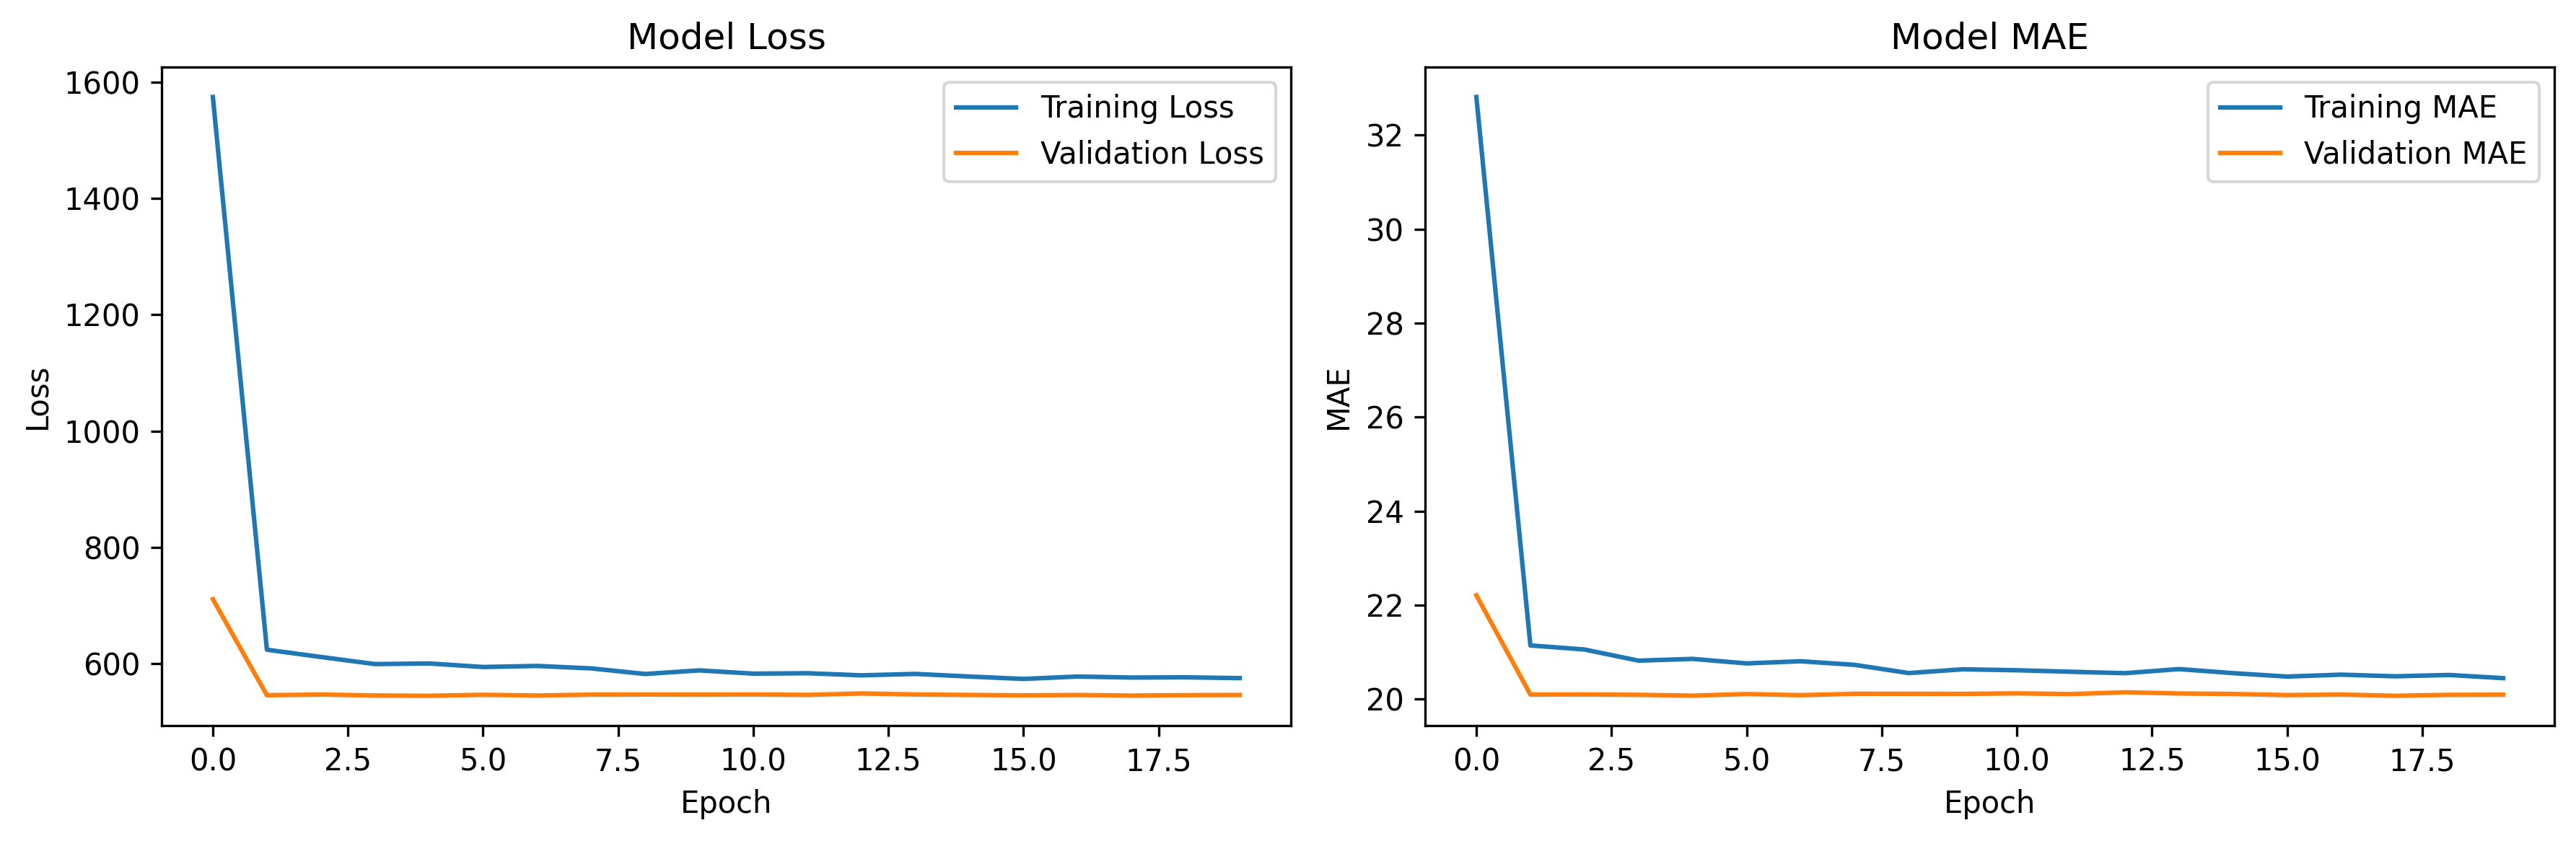 Model Loss
1600
1400
1200
1000
800
600
Loss
Training Loss
Validation Loss
0.0 2.5 5.0 7.5 10.0 12.5 15.0 17.5
Epoch
Model MAE
32
30
28
26
24
22
20
MAE
Training MAE
Validation MAE
0.0 2.5 5.0 7.5 10.0 12.5 15.0 17.5
Epoch